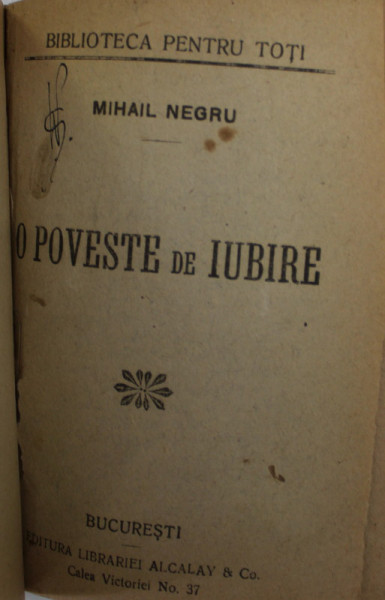 BIBLIOTECA PENTRU TOȚI
MIHAIL NEGRU
O POVESTE DE IUBIRE
BUCUREȘTI
EDITURA LIBRARIEI ALCALAY & Co.
Calea Victoriei No. 37